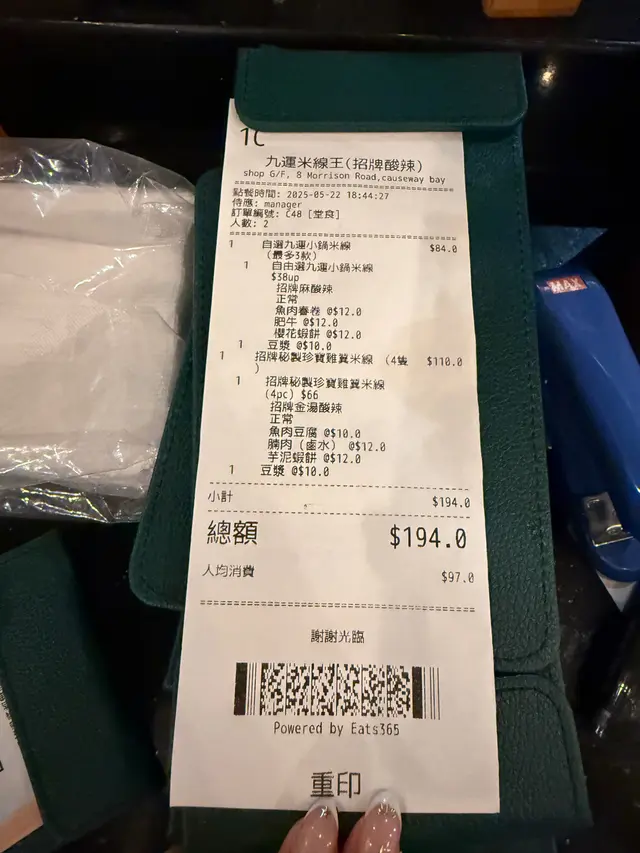 1C
九運米線王(招牌酸辣)
shop G/F, 8 Morrison Road,causeway bay
點餐時間: 2025-05-22 18:44:27
侍應: manager
訂單編號: C48 [堂食]
人數: 2
1 自選九運小鍋米線 $84.0
(最多3款)
1 自由選九運小鍋米線
$38up
招牌麻酸辣
正常
魚肉春卷 @$12.0
肥牛 @$12.0
櫻花蝦餅 @$12.0
1 豆漿 @$10.0
1 招牌秘製珍寶雞翼米線 (4隻 $110.0
)
1 招牌秘製珍寶雞翼米線
(4pc) $66
招牌金湯酸辣
正常
魚肉豆腐 @$10.0
腩肉 (鹵水) @$12.0
芋泥蝦餅 @$12.0
1 豆漿 @$10.0
小計 $194.0
總額 $194.0
人均消費 $97.0
謝謝光臨
Powered by Eats365
重印
MAX